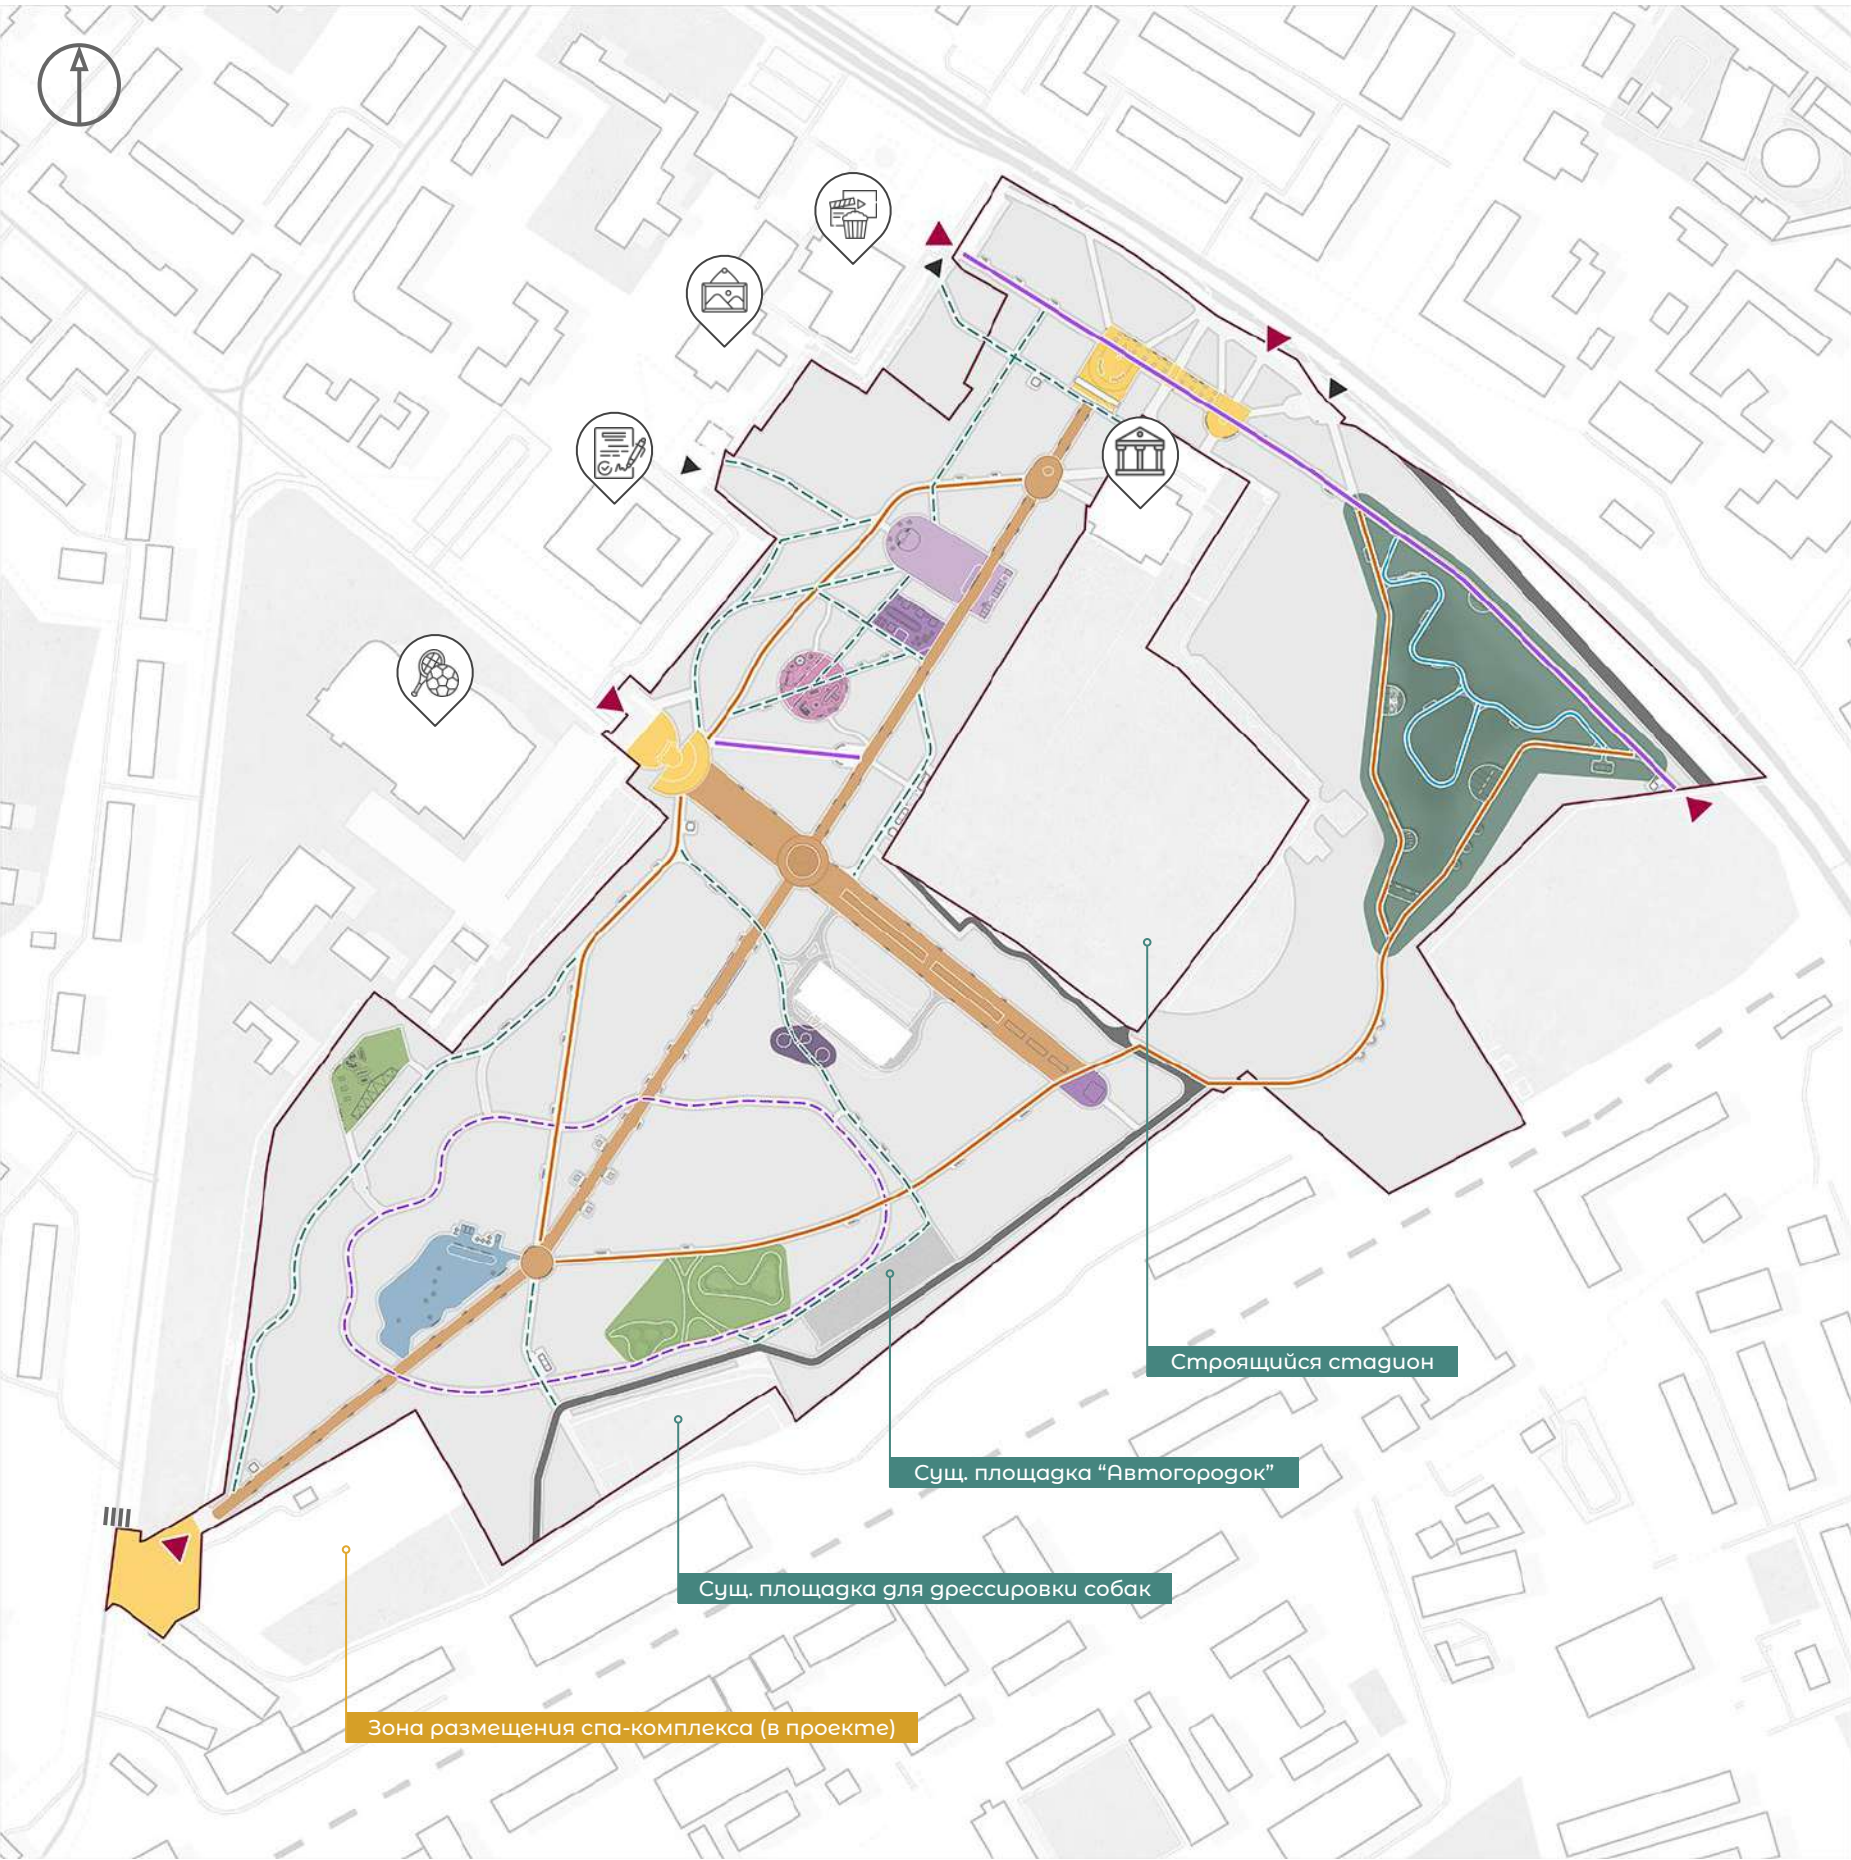 Строящийся стадион
Сущ. площадка “Автогородок”
Сущ. площадка для дрессировки собак
Зона размещения спа-комплекса (в проекте)